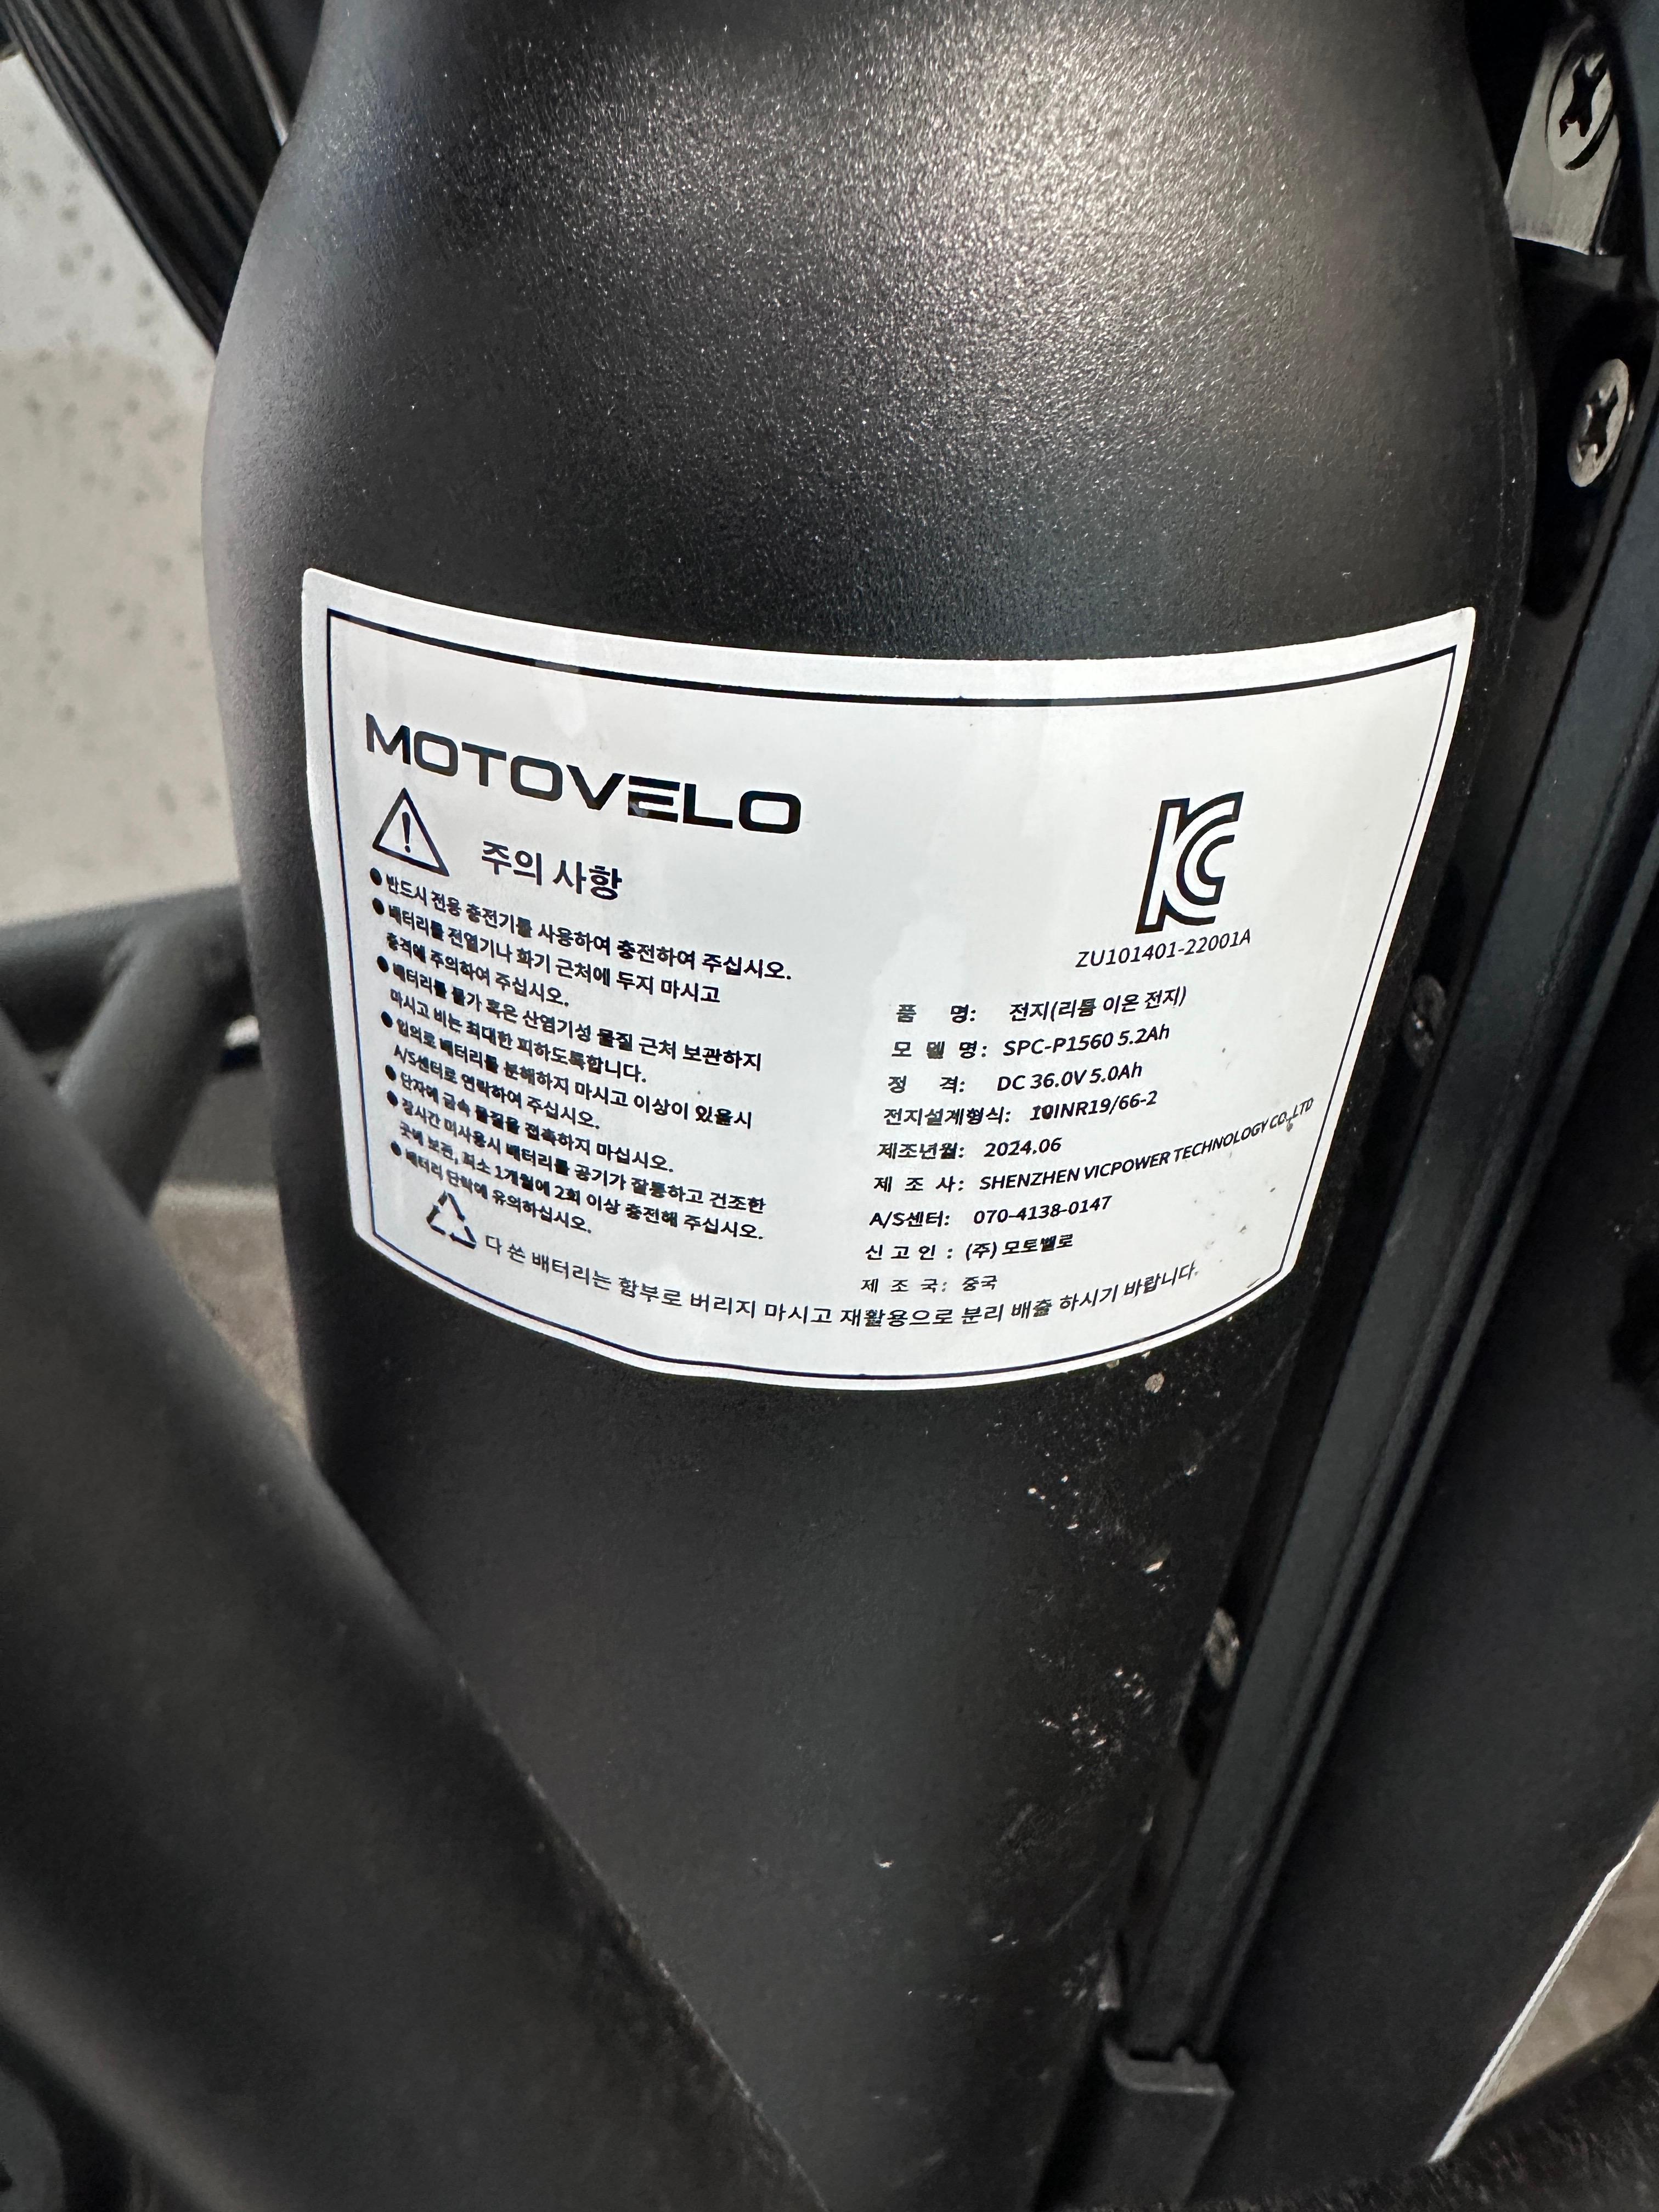 MOTOVELO
주의 사항
● 반드시 전용 충전기를 사용하여 충전하여 주십시오.
● 배터리를 전열기나 화기 근처에 두지 마시고
충격에 주의하여 주십시오.
● 배터리를 물가 혹은 산염기성 물질 근처 보관하지
마시고 비는 최대한 피하도록합니다.
● 임의로 배터리를 분해하지 마시고 이상이 있을시
A/S센터로 연락하여 주십시오.
● 단자에 금속 물질을 접촉하지 마십시오.
● 장시간 미사용시 배터리를 공기가 잘통하고 건조한
곳에 보관, 최소 1개월에 2회 이상 충전해 주십시오.
● 배터리 단락에 유의하십시오.
KC
ZU101401-22001A
품 명: 전지(리튬 이온 전지)
모 델 명: SPC-P1560 5.2Ah
정 격: DC 36.0V 5.0Ah
전지설계형식: 10INR19/66-2
제조년월: 2024.06
제 조 사: SHENZHEN VICPOWER TECHNOLOGY CO.,LTD
A/S센터: 070-4138-0147
신 고 인 : (주) 모토벨로
제 조 국: 중국
다 쓴 배터리는 함부로 버리지 마시고 재활용으로 분리 배출 하시기 바랍니다.